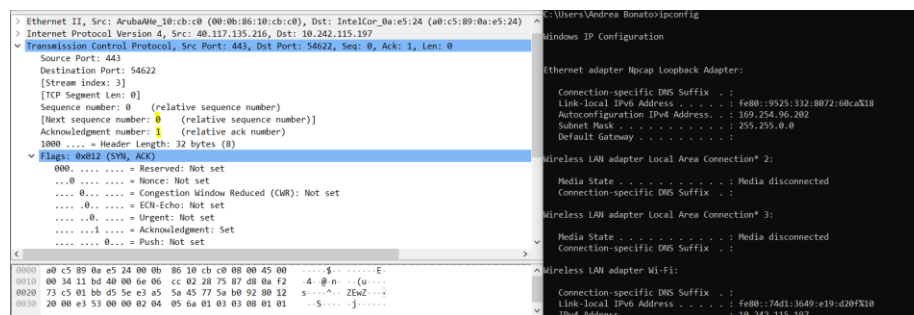 Ethernet II, Src: ArubaAHe_10:cb:c0 (00:0b:86:10:cb:c0), Dst: IntelCor_0a:e5:24 (a0:c5:89:0a:e5:24)
Internet Protocol Version 4, Src: 40.117.135.216, Dst: 10.242.115.197
Transmission Control Protocol, Src Port: 443, Dst Port: 54622, Seq: 0, Ack: 1, Len: 0
Source Port: 443
Destination Port: 54622
[Stream index: 3]
[TCP Segment Len: 0]
Sequence number: 0 (relative sequence number)
[Next sequence number: 0 (relative sequence number)]
Acknowledgment number: 1 (relative ack number)
1000 .... = Header Length: 32 bytes (8)
Flags: 0x012 (SYN, ACK)
000. .... .... = Reserved: Not set
...0 .... .... = Nonce: Not set
.... 0... .... = Congestion Window Reduced (CWR): Not set
.... .0.. .... = ECN-Echo: Not set
.... ..0. .... = Urgent: Not set
.... ...1 .... = Acknowledgment: Set
.... .... 0... = Push: Not set
0000 a0 c5 89 0a e5 24 00 0b 86 10 cb c0 08 00 45 00 ·····$·· ······E·
0010 00 34 11 bd 40 00 6e 06 cc 02 28 75 87 d8 0a f2 ·4··@·n· ··(u····
0020 73 c5 01 bb d5 5e e3 a5 5a 45 77 5a b0 92 80 12 s····^·· ZEwZ····
0030 20 00 e3 53 00 00 02 04 05 6a 01 03 03 08 01 01 ··S···· ·j······
C:\Users\Andrea Bonato>ipconfig
Windows IP Configuration
Ethernet adapter Npcap Loopback Adapter:
Connection-specific DNS Suffix . :
Link-local IPv6 Address . . . . . : fe80::9525:332:8072:60ca%18
Autoconfiguration IPv4 Address. . : 169.254.96.202
Subnet Mask . . . . . . . . . . . : 255.255.0.0
Default Gateway . . . . . . . . . :
Wireless LAN adapter Local Area Connection* 2:
Media State . . . . . . . . . . . : Media disconnected
Connection-specific DNS Suffix . :
Wireless LAN adapter Local Area Connection* 3:
Media State . . . . . . . . . . . : Media disconnected
Connection-specific DNS Suffix . :
Wireless LAN adapter Wi-Fi:
Connection-specific DNS Suffix . :
Link-local IPv6 Address . . . . . : fe80::74d1:3649:e19:d20f%10
IPv4 Address. . . . . . . . . . . : 10.242.115.197